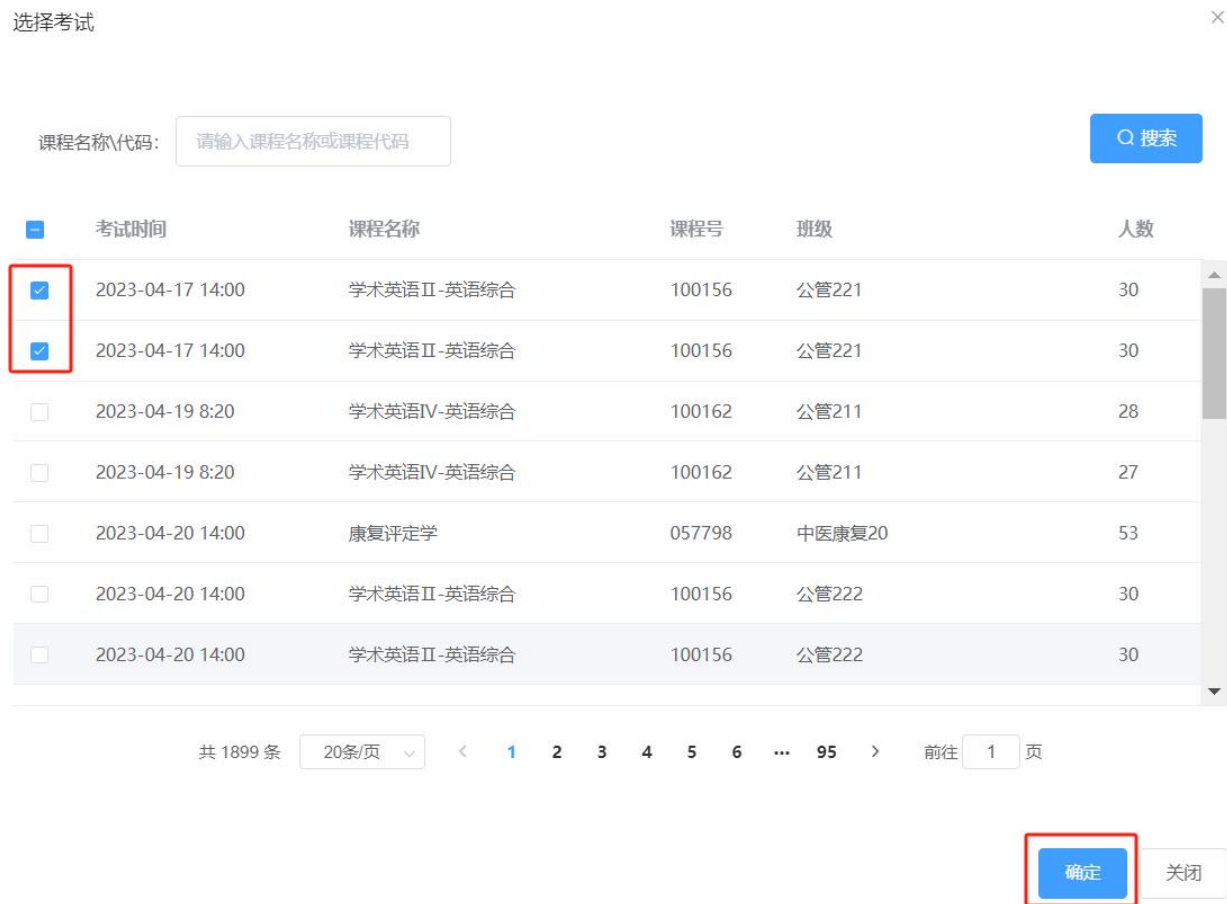 选择考试
课程名称\代码： 请输入课程名称或课程代码 搜索
考试时间 课程名称 课程号 班级 人数
2023-04-17 14:00 学术英语Ⅱ-英语综合 100156 公管221 30
2023-04-17 14:00 学术英语Ⅱ-英语综合 100156 公管221 30
2023-04-19 8:20 学术英语Ⅳ-英语综合 100162 公管211 28
2023-04-19 8:20 学术英语Ⅳ-英语综合 100162 公管211 27
2023-04-20 14:00 康复评定学 057798 中医康复20 53
2023-04-20 14:00 学术英语Ⅱ-英语综合 100156 公管222 30
2023-04-20 14:00 学术英语Ⅱ-英语综合 100156 公管222 30
共 1899 条 20条/页 < 1 2 3 4 5 6 ··· 95 > 前往 1 页
确定 关闭